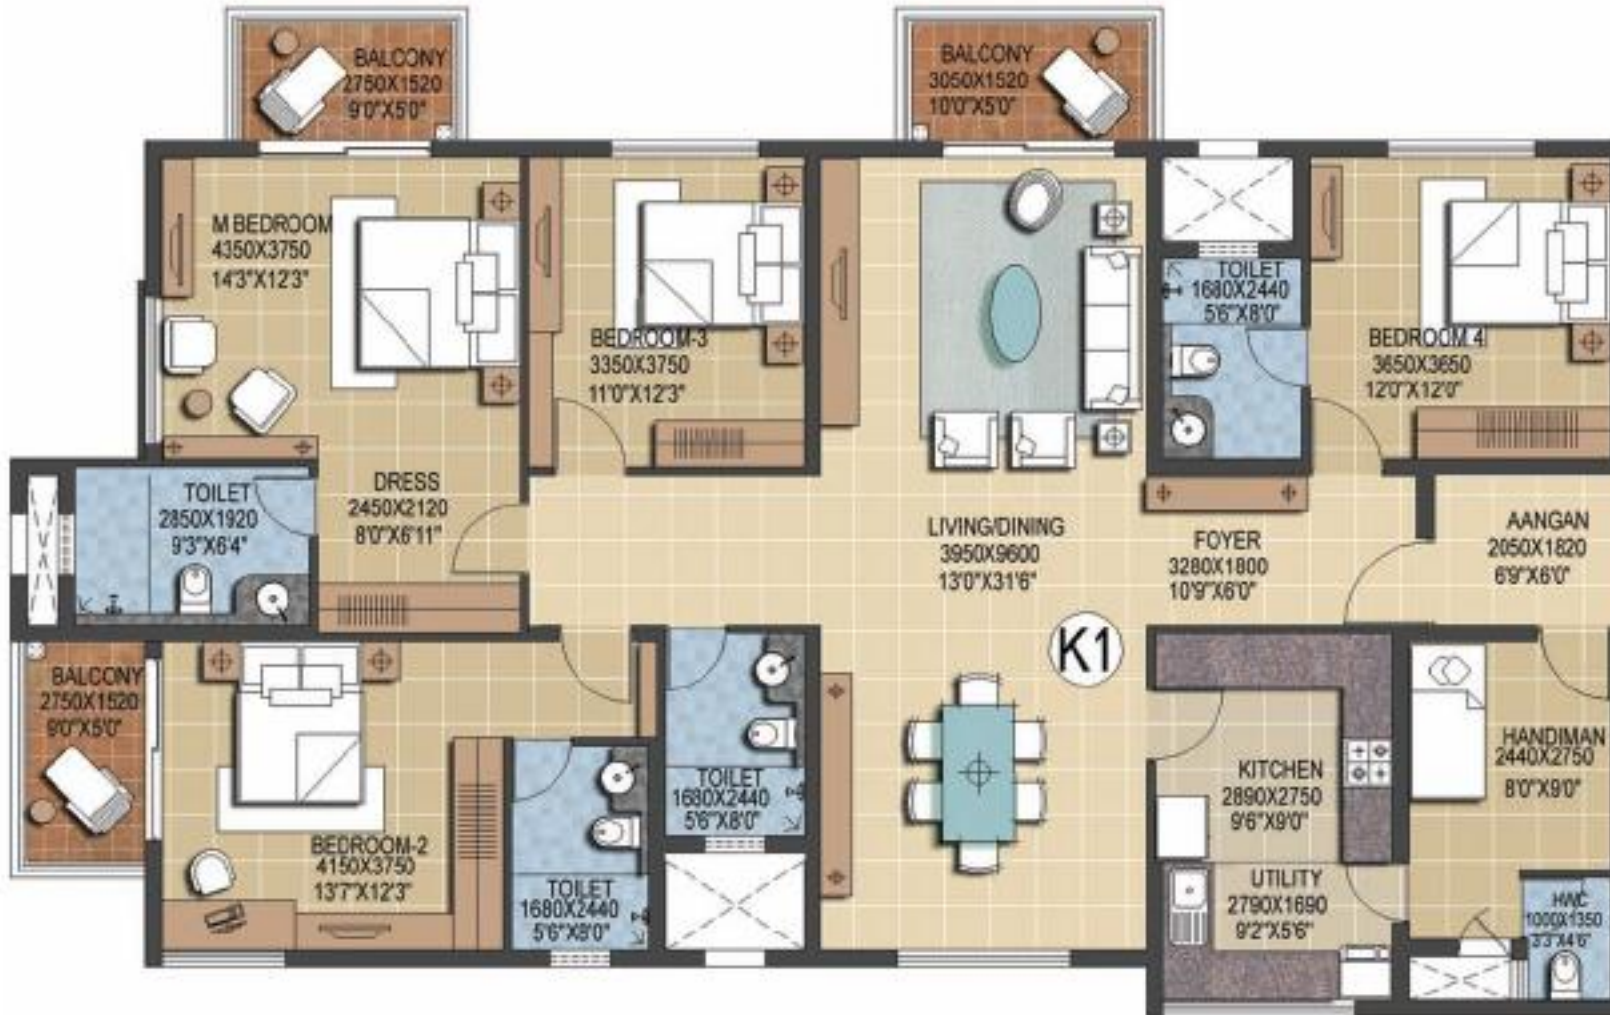 BALCONY
2750X1520
9'0"X5'0"
BALCONY
3050X1520
10'0"X5'0"
M BEDROOM
4350X3750
14'3"X12'3"
BEDROOM-3
3350X3750
11'0"X12'3"
TOILET
1680X2440
5'6"X8'0"
BEDROOM 4
3650X3650
12'0"X12'0"
TOILET
2850X1920
9'3"X6'4"
DRESS
2450X2120
8'0"X6'11"
LIVING/DINING
3950X9600
13'0"X31'6"
FOYER
3280X1800
10'9"X6'0"
AANGAN
2050X1820
6'9"X6'0"
K1
BALCONY
2750X1520
9'0"X5'0"
BEDROOM-2
4150X3750
13'7"X12'3"
TOILET
1680X2440
5'6"X8'0"
TOILET
1680X2440
5'6"X8'0"
KITCHEN
2890X2750
9'6"X9'0"
HANDIMAN
2440X2750
8'0"X9'0"
UTILITY
2790X1690
9'2"X5'6"
HWC
1000X1350
3'3"X4'6"